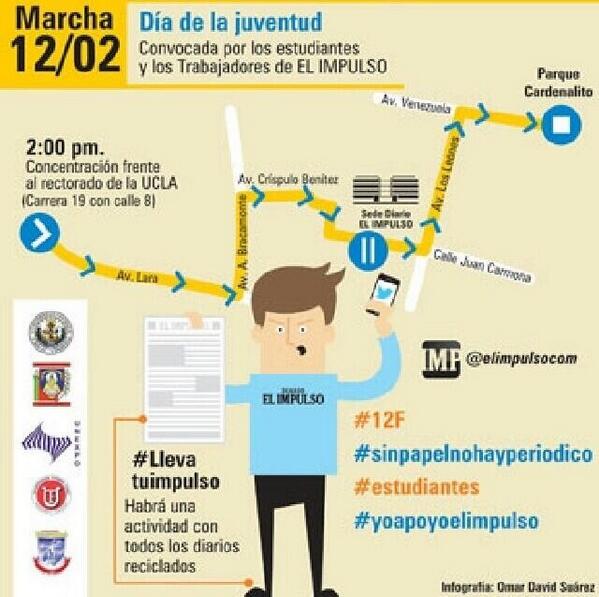 Marcha
12/02
Día de la juventud
Convocada por los estudiantes
y los Trabajadores de EL IMPULSO
Parque
Cardenalito
Av. Venezuela
2:00 pm.
Concentración frente
al rectorado de la UCLA
(Carrera 19 con calle 8)
Av. Críspulo Benítez
Av. Los Leones
Sede Diario
EL IMPULSO
Av. A. Bracamonte
Calle Juan Carmona
Av. Lara
EL IMPULSO
IMP @elimpulsocom
EL IMPULSO
UNEXPO
#12F
#sinpapelnohayperiodico
#estudiantes
#yoapoyoelimpulso
#Lleva
tuimpulso
Habrá una
actividad con
todos los diarios
reciclados
Infografía: Omar David Suárez